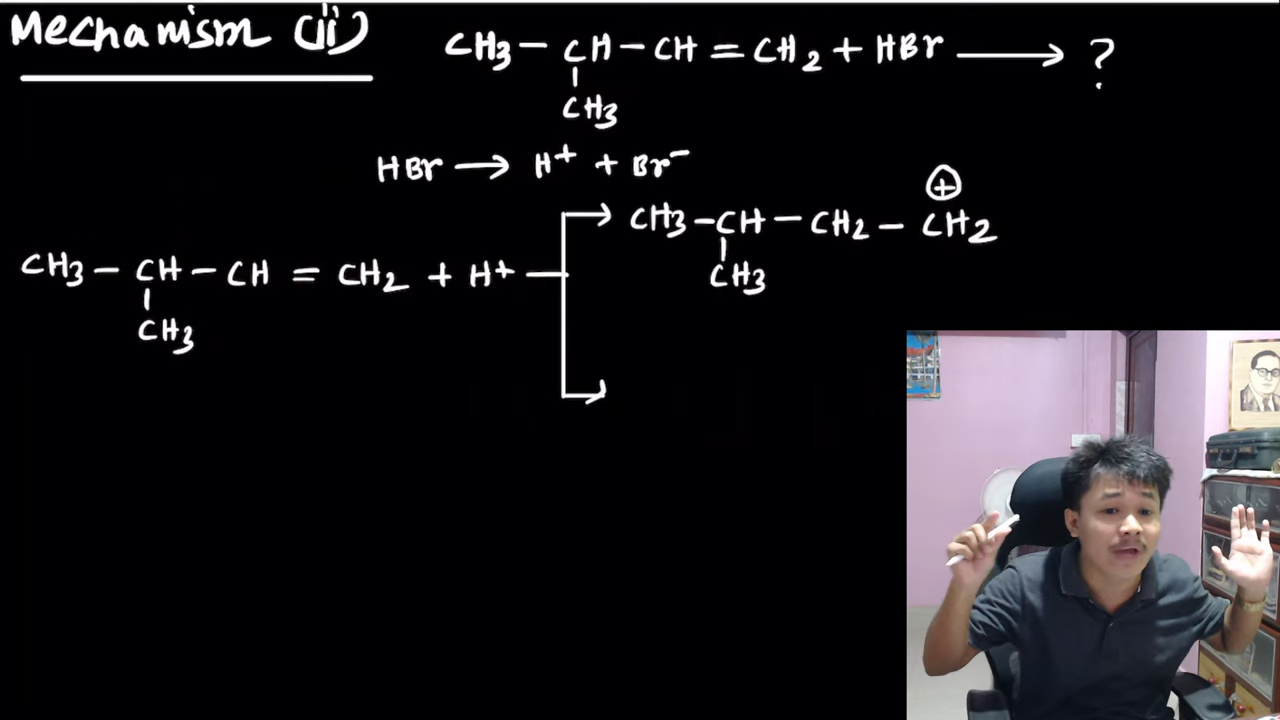 Mechanism (ii)
CH3 – CH – CH = CH2 + HBr ⟶ ?
CH3
HBr ⟶ H+ + Br–
CH3 – CH – CH2 – CH2
⊕
CH3
CH3 – CH – CH = CH2 + H+
CH3